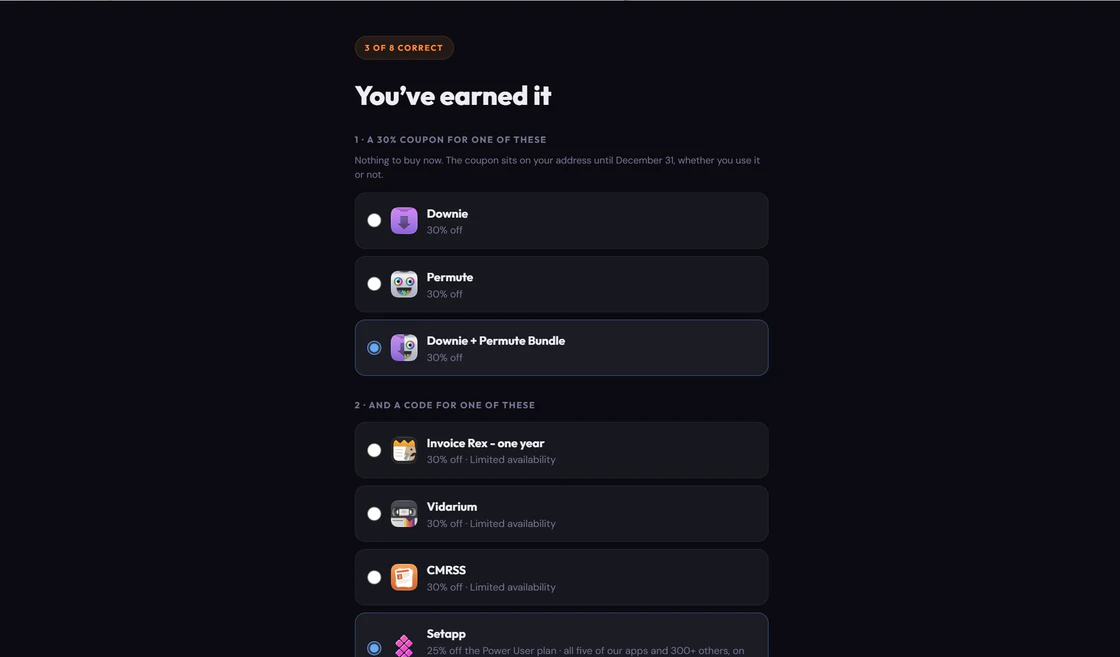 3 OF 8 CORRECT
You’ve earned it
1 · A 30% COUPON FOR ONE OF THESE
Nothing to buy now. The coupon sits on your address until December 31, whether you use it
or not.
Downie
30% off
Permute
30% off
Downie + Permute Bundle
30% off
2 · AND A CODE FOR ONE OF THESE
Invoice Rex - one year
30% off · Limited availability
Vidarium
30% off · Limited availability
CMRSS
30% off · Limited availability
Setapp
25% off the Power User plan · all five of our apps and 300+ others, on